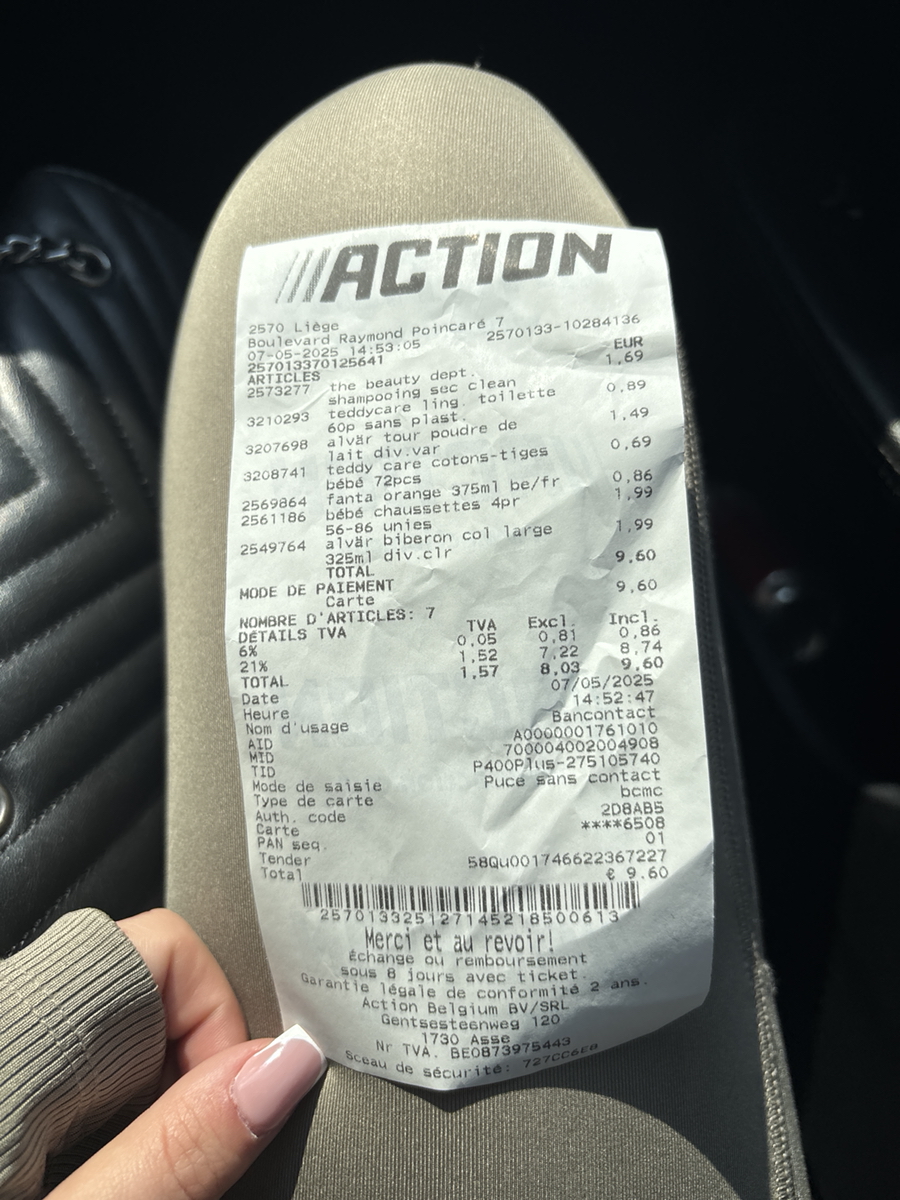 ACTION
2570 Liège
Boulevard Raymond Poincaré 7
07-05-2025 14:53:05 2570133-10284136
257013370125641 EUR
ARTICLES 1,69
2573277 the beauty dept.
shampooing sec clean 0,89
3210293 teddycare ling. toilette
60p sans plast. 1,49
3207698 alvär tour poudre de
lait div.var 0,69
3208741 teddy care cotons-tiges
bébé 72pcs 0,86
2569864 fanta orange 375ml be/fr 1,99
2561186 bébé chaussettes 4pr
56-86 unies 1,99
2549764 alvär biberon col large
325ml div.clr 9,60
TOTAL
MODE DE PAIEMENT 9,60
Carte
NOMBRE D'ARTICLES: 7
DÉTAILS TVA TVA Excl. Incl.
6% 0,05 0,81 0,86
21% 1,52 7,22 8,74
TOTAL 1,57 8,03 9,60
Date 07/05/2025
Heure 14:52:47
Nom d'usage Bancontact
AID A0000001761010
MID 700004002004908
TID P400Plus-275105740
Mode de saisie Puce sans contact
Type de carte bcmc
Auth. code 2D8AB5
Carte ****6508
PAN seq. 01
Tender 58Qu001746622367227
Total € 9.60
257013325127145218500613
Merci et au revoir!
Échange ou remboursement
sous 8 jours avec ticket.
Garantie légale de conformité 2 ans.
Action Belgium BV/SRL
Gentsesteenweg 120
1730 Asse
Nr TVA. BE0873975443
Sceau de sécurité: 727CC6E8